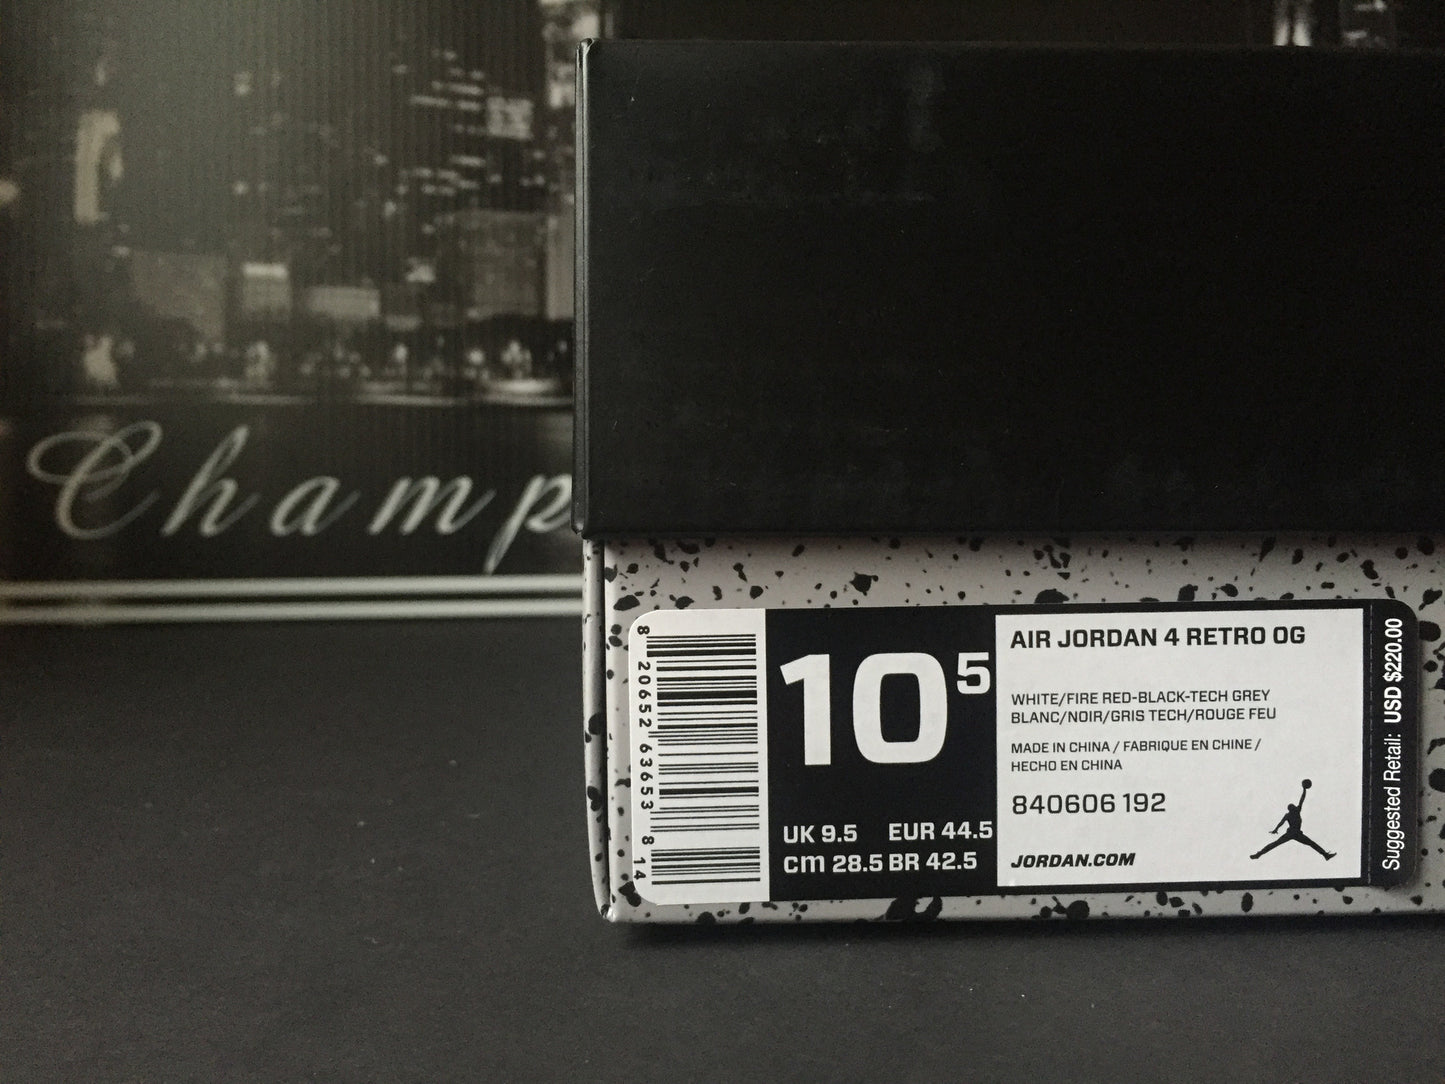 Champ
8 20652 63653 8 14
10 5
UK 9.5 EUR 44.5
cm 28.5 BR 42.5
AIR JORDAN 4 RETRO OG
WHITE/FIRE RED-BLACK-TECH GREY
BLANC/NOIR/GRIS TECH/ROUGE FEU
MADE IN CHINA / FABRIQUE EN CHINE /
HECHO EN CHINA
840606 192
JORDAN.COM
Suggested Retail: USD $220.00